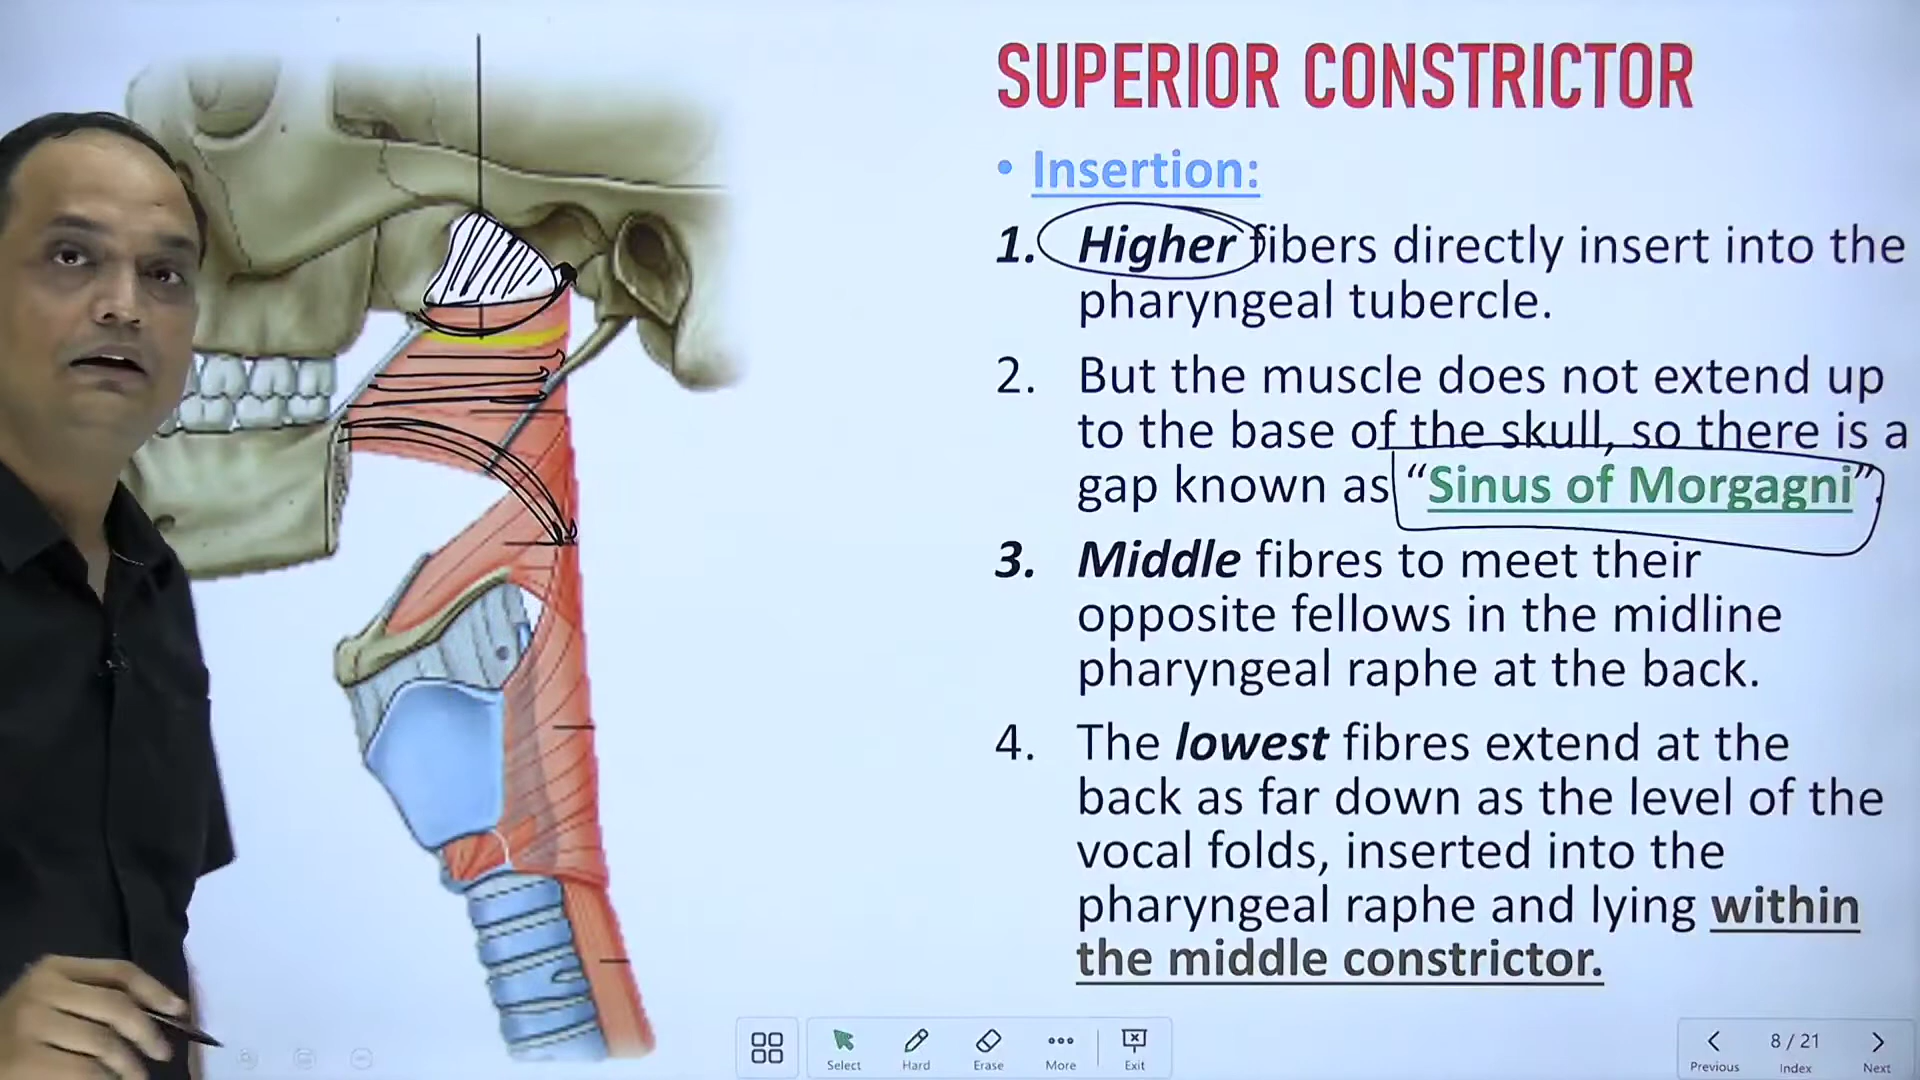 SUPERIOR CONSTRICTOR
• Insertion:
1. Higher fibers directly insert into the
pharyngeal tubercle.
2. But the muscle does not extend up
to the base of the skull, so there is a
gap known as “Sinus of Morgagni”.
3. Middle fibres to meet their
opposite fellows in the midline
pharyngeal raphe at the back.
4. The lowest fibres extend at the
back as far down as the level of the
vocal folds, inserted into the
pharyngeal raphe and lying within
the middle constrictor.
Select Hard Erase More Exit
8 / 21
Previous Index Next